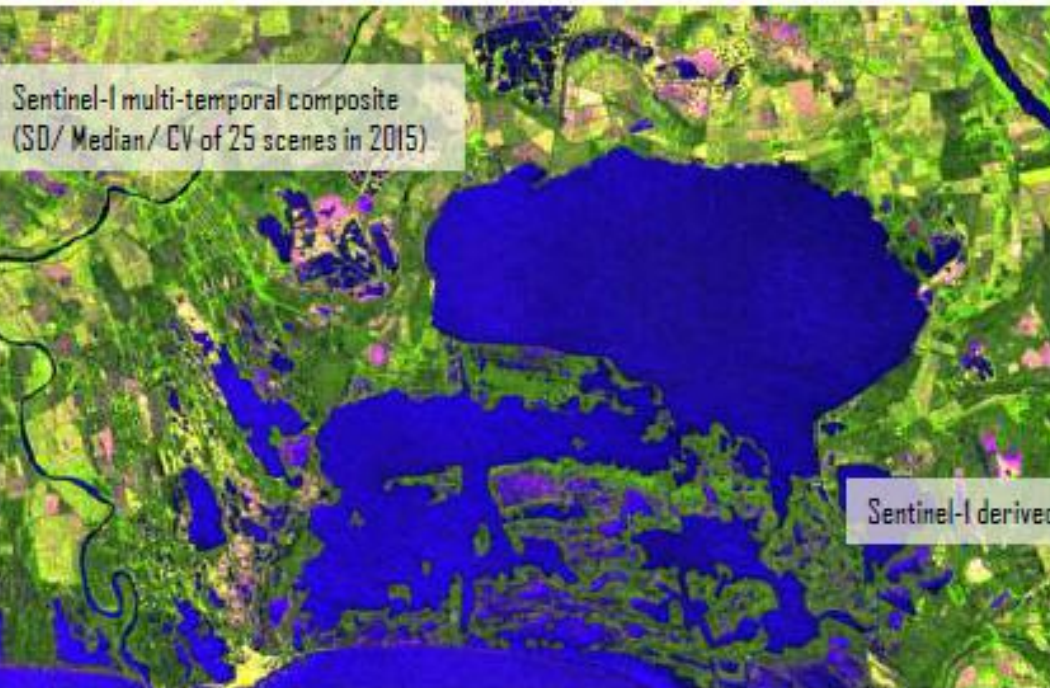 Sentinel-1 multi-temporal composite
(SD/ Median/ CV of 25 scenes in 2015)
Sentinel-1 derived